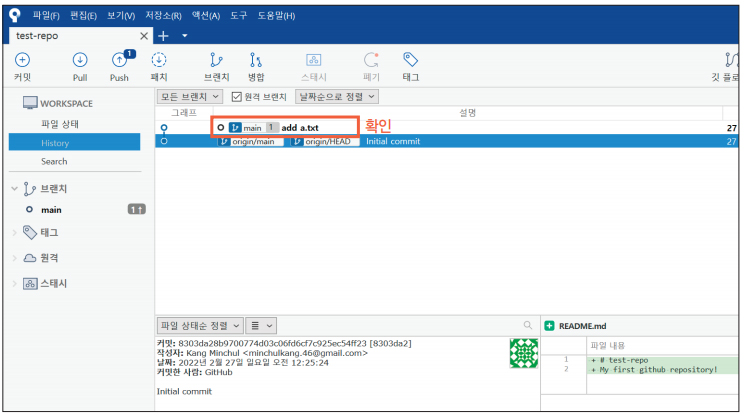 파일(F) 편집(E) 보기(V) 저장소(R) 액션(A) 도구 도움말(H)
test-repo
1
커밋 Pull Push 패치 브랜치 병합 스태시 폐기 태그 깃 플로
WORKSPACE
파일 상태
History
Search
브랜치
main 1↑
태그
원격
스태시
모든 브랜치 원격 브랜치 날짜순으로 정렬
그래프 설명
main 1 add a.txt 확인 27
origin/main origin/HEAD Initial commit 27
파일 상태순 정렬
커밋: 8303da28b9700774d03c06fd6cf7c925ec54ff23 [8303da2]
작성자: Kang Minchul <minchulkang.46@gmail.com>
날짜: 2022년 2월 27일 일요일 오전 12:25:24
커밋한 사람: GitHub
Initial commit
README.md
파일 내용
1 + # test-repo
2 + My first github repository!